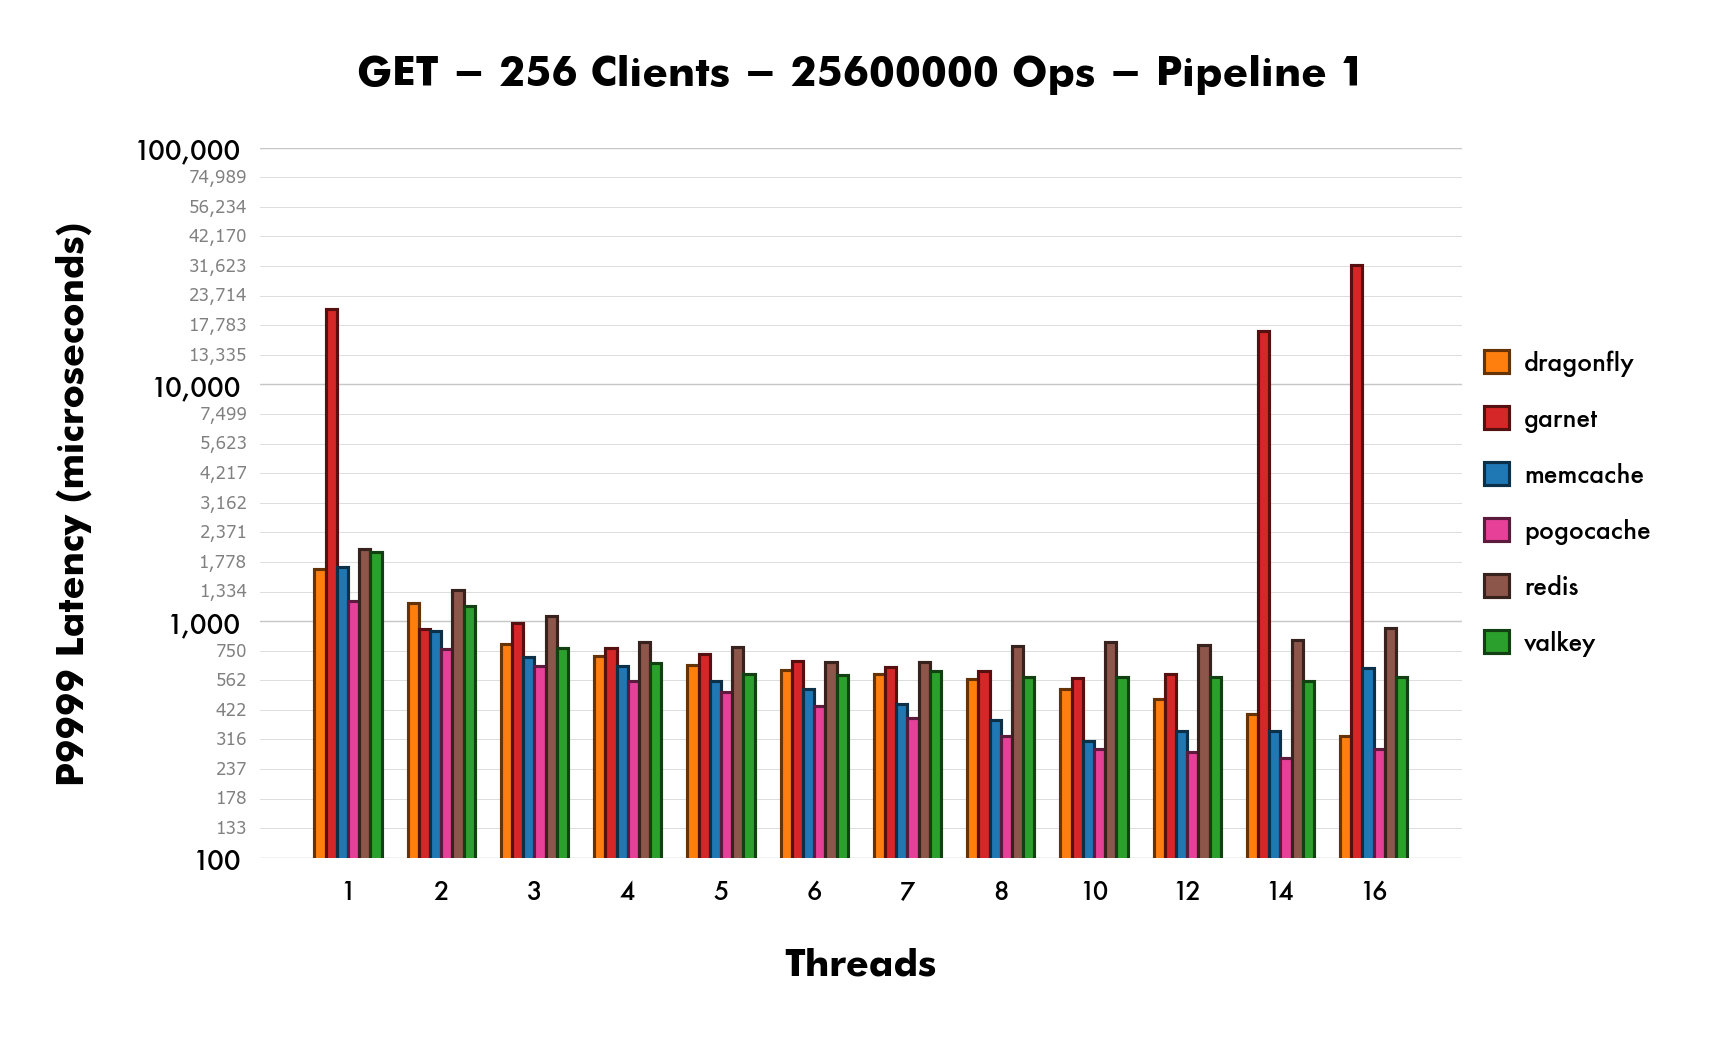 GET – 256 Clients – 25600000 Ops – Pipeline 1
P9999 Latency (microseconds)
100,000
74,989
56,234
42,170
31,623
23,714
17,783
13,335
10,000
7,499
5,623
4,217
3,162
2,371
1,778
1,334
1,000
750
562
422
316
237
178
133
100
1 2 3 4 5 6 7 8 10 12 14 16
Threads
dragonfly
garnet
memcache
pogocache
redis
valkey